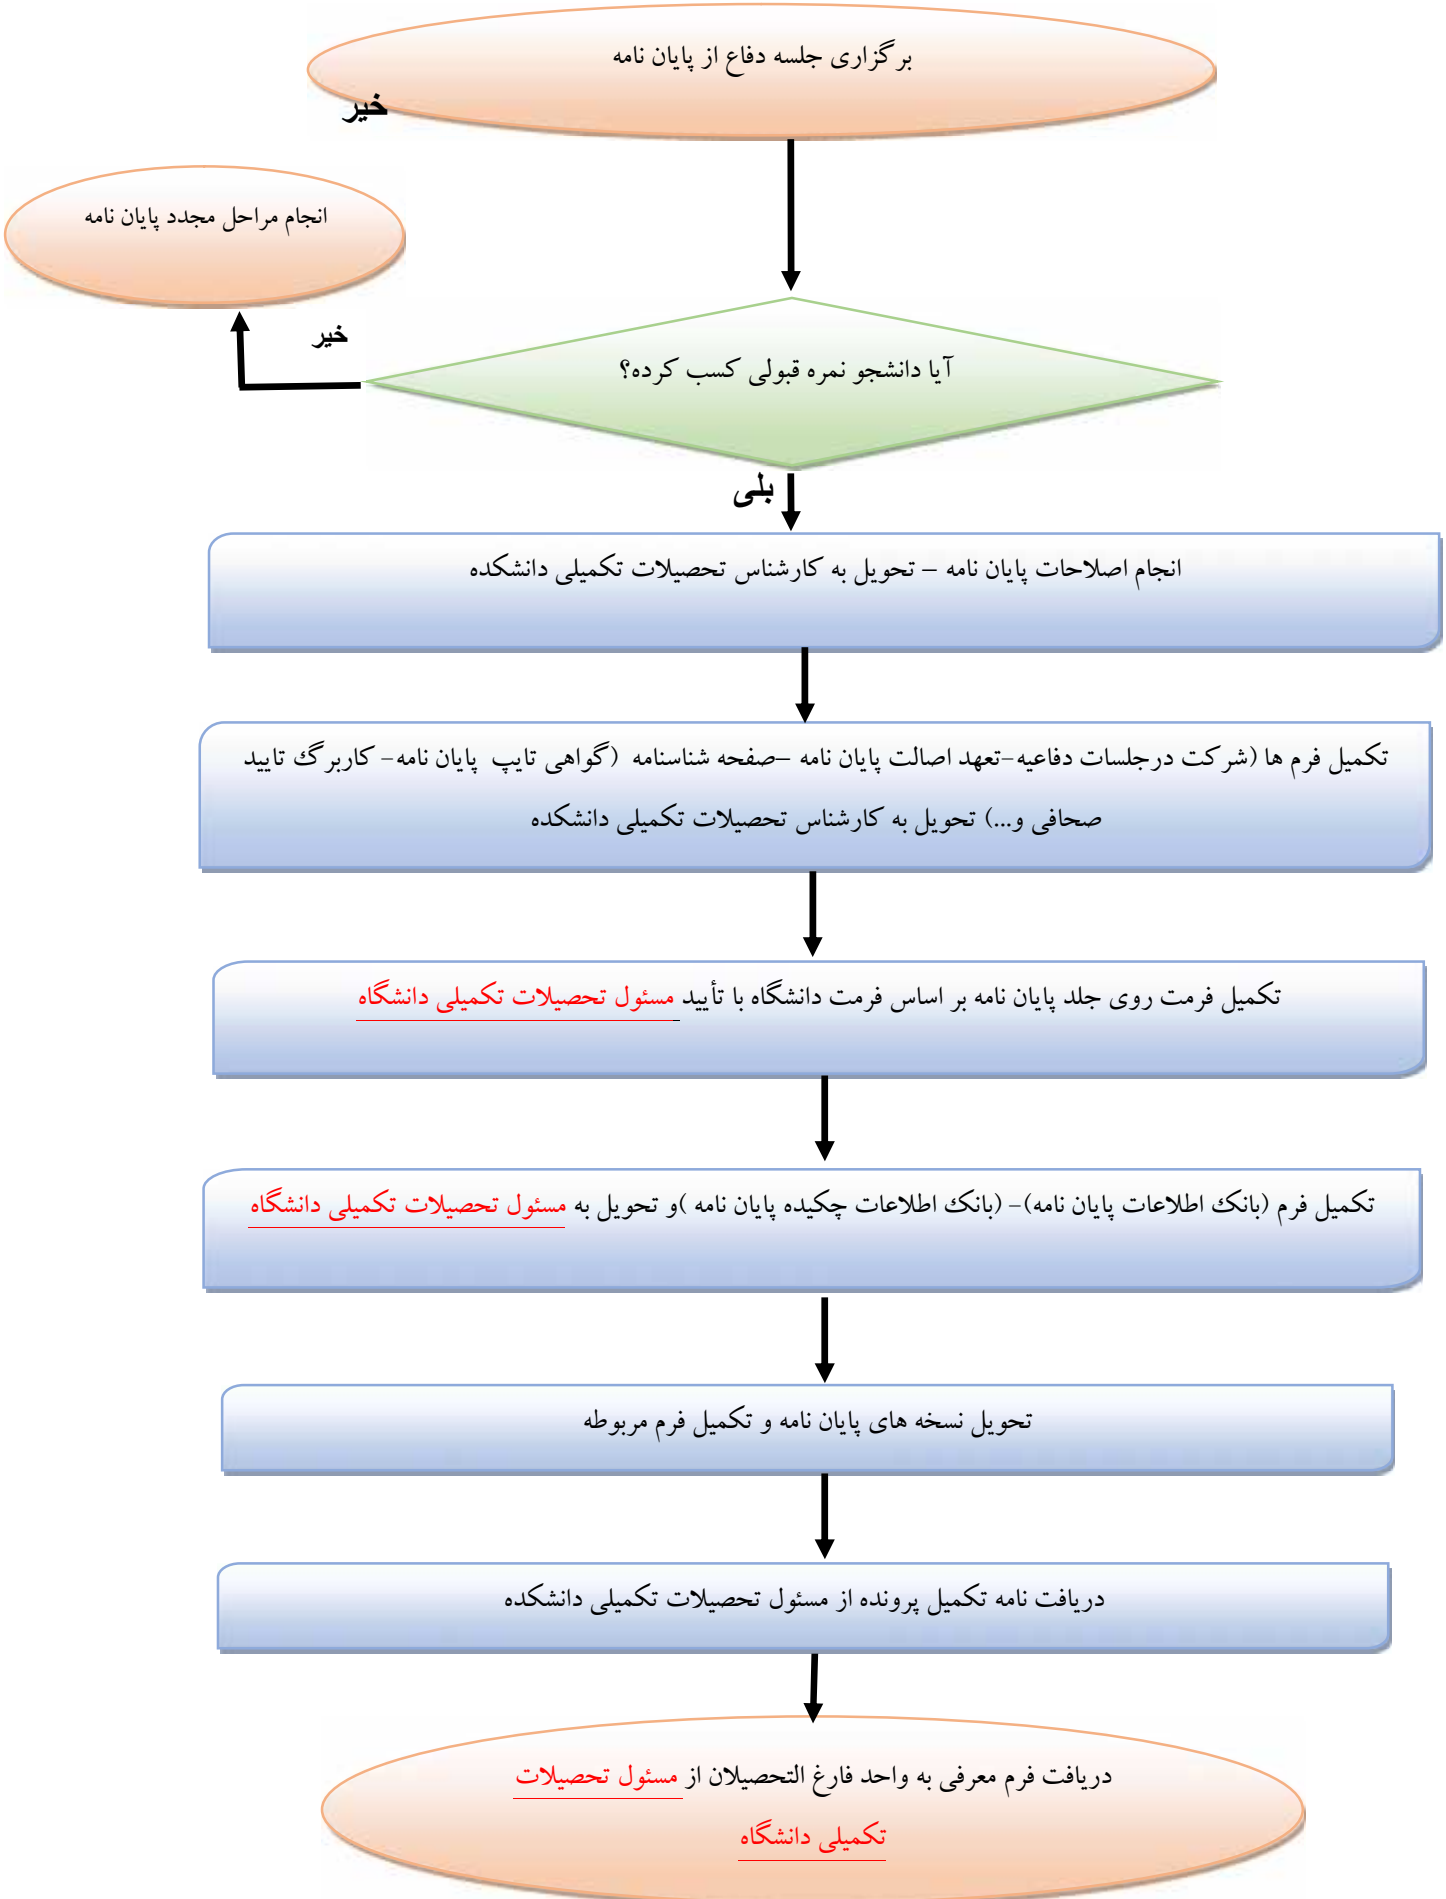 برگزاری جلسه دفاع از پایان نامه
خیر
انجام مراحل مجدد پایان نامه
خیر
آیا دانشجو نمره قبولی کسب کرده؟
بلی
انجام اصلاحات پایان نامه – تحویل به کارشناس تحصیلات تکمیلی دانشکده
تکمیل فرم ها (شرکت درجلسات دفاعیه-تعهد اصالت پایان نامه –صفحه شناسنامه (گواهی تایپ پایان نامه- کاربرگ تایید
صحافی و...) تحویل به کارشناس تحصیلات تکمیلی دانشکده
تکمیل فرمت روی جلد پایان نامه بر اساس فرمت دانشگاه با تأیید مسئول تحصیلات تکمیلی دانشگاه
تکمیل فرم (بانک اطلاعات پایان نامه)- (بانک اطلاعات چکیده پایان نامه )و تحویل به مسئول تحصیلات تکمیلی دانشگاه
تحویل نسخه های پایان نامه و تکمیل فرم مربوطه
دریافت نامه تکمیل پرونده از مسئول تحصیلات تکمیلی دانشکده
دریافت فرم معرفی به واحد فارغ التحصیلان از مسئول تحصیلات
تکمیلی دانشگاه